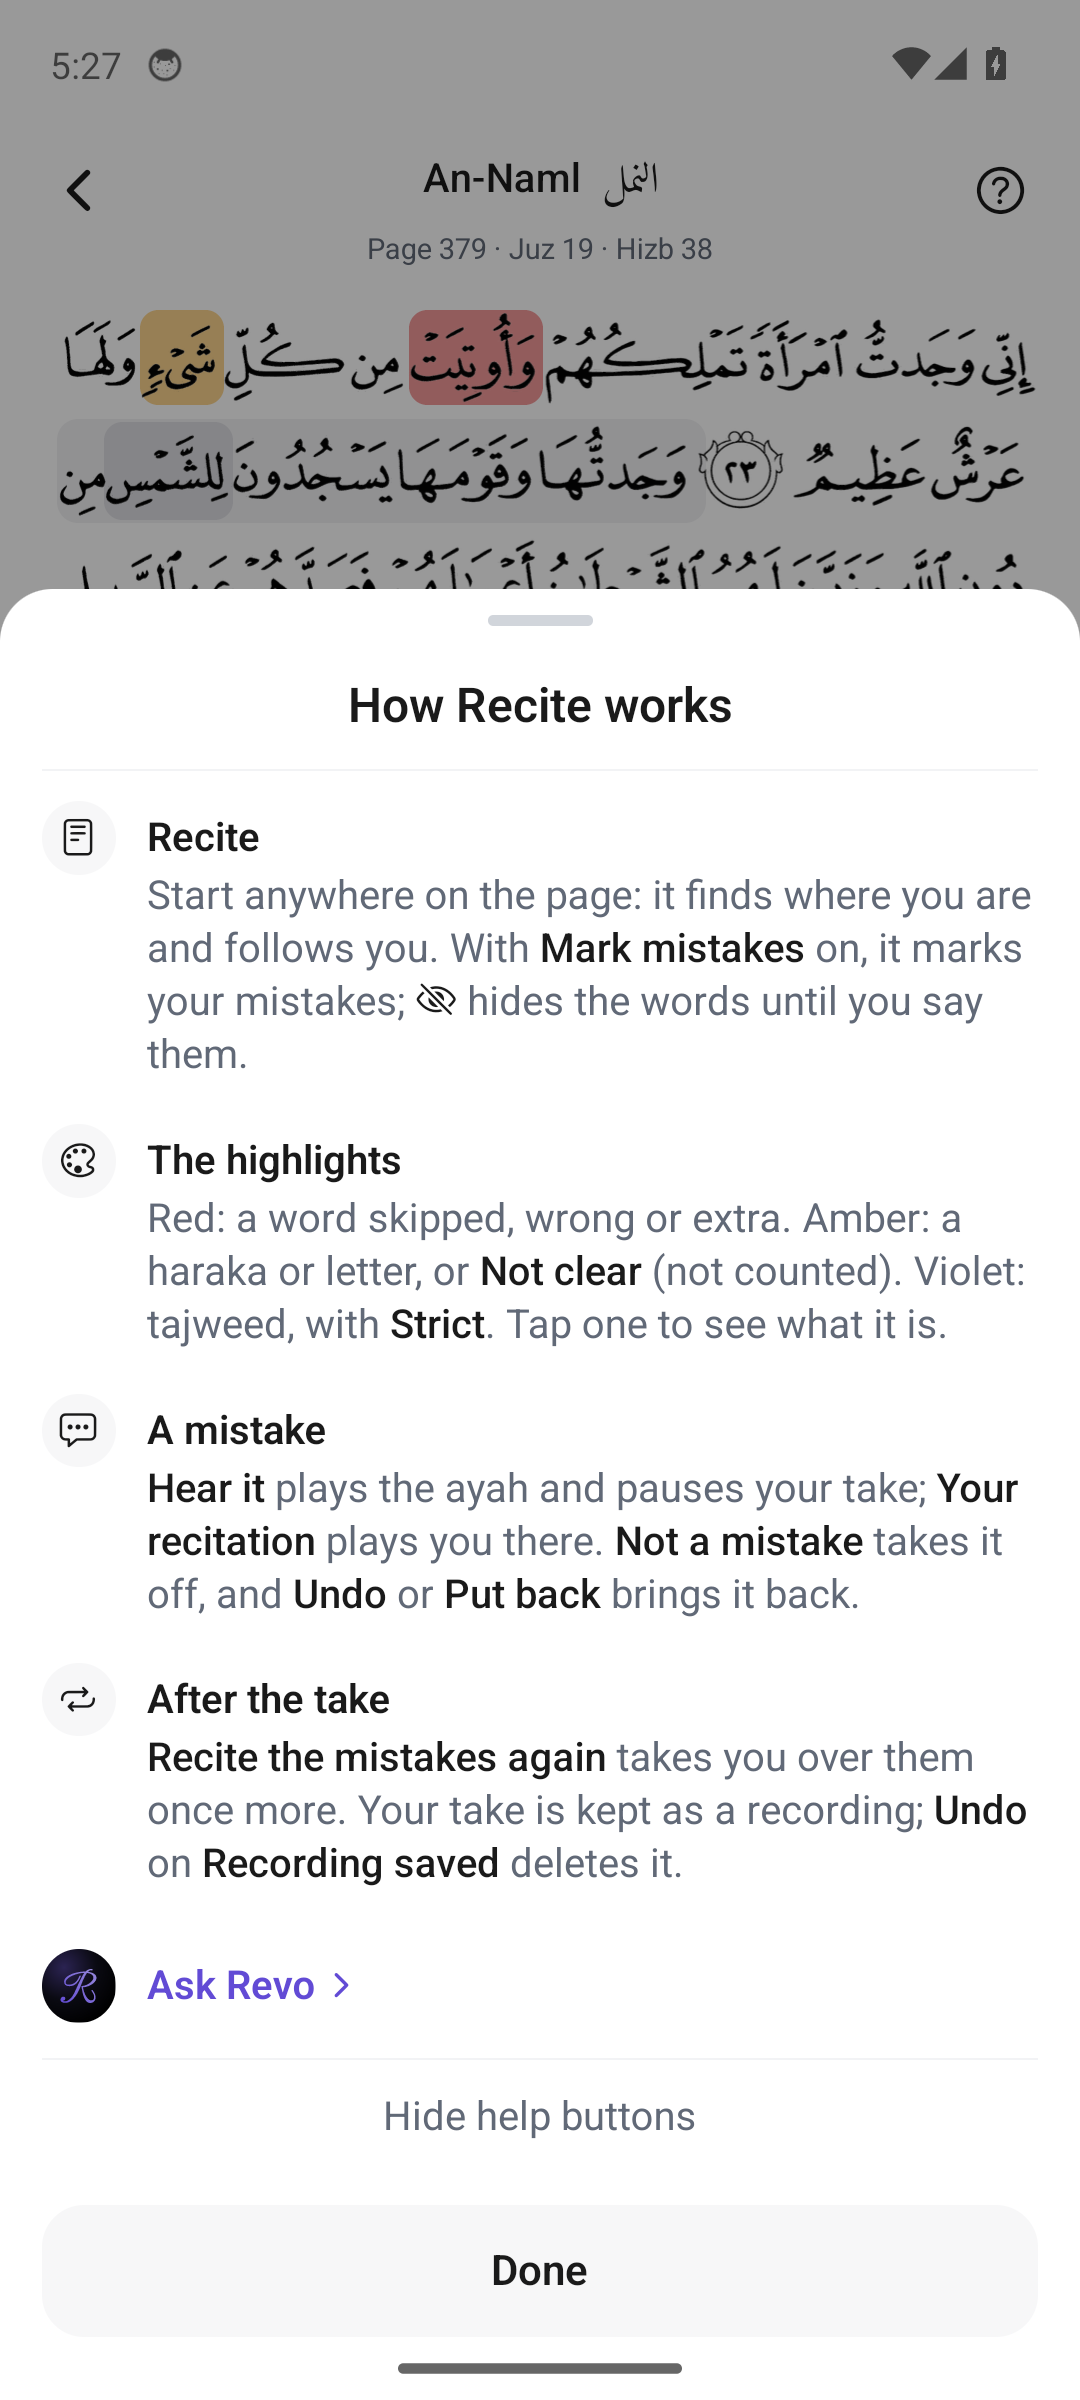 5:27
An-Naml النمل
Page 379 · Juz 19 · Hizb 38
إِنِّي وَجَدتُّ ٱمْرَأَةً تَمْلِكُهُمْ وَأُوتِيَتْ مِن كُلِّ شَىْءٍ وَلَهَا
عَرْشٌ عَظِيمٌ ٢٣ وَجَدتُّهَا وَقَوْمَهَا يَسْجُدُونَ لِلشَّمْسِ مِن
How Recite works
Recite
Start anywhere on the page: it finds where you are
and follows you. With Mark mistakes on, it marks
your mistakes; hides the words until you say
them.
The highlights
Red: a word skipped, wrong or extra. Amber: a
haraka or letter, or Not clear (not counted). Violet:
tajweed, with Strict. Tap one to see what it is.
A mistake
Hear it plays the ayah and pauses your take; Your
recitation plays you there. Not a mistake takes it
off, and Undo or Put back brings it back.
After the take
Recite the mistakes again takes you over them
once more. Your take is kept as a recording; Undo
on Recording saved deletes it.
Ask Revo
Hide help buttons
Done